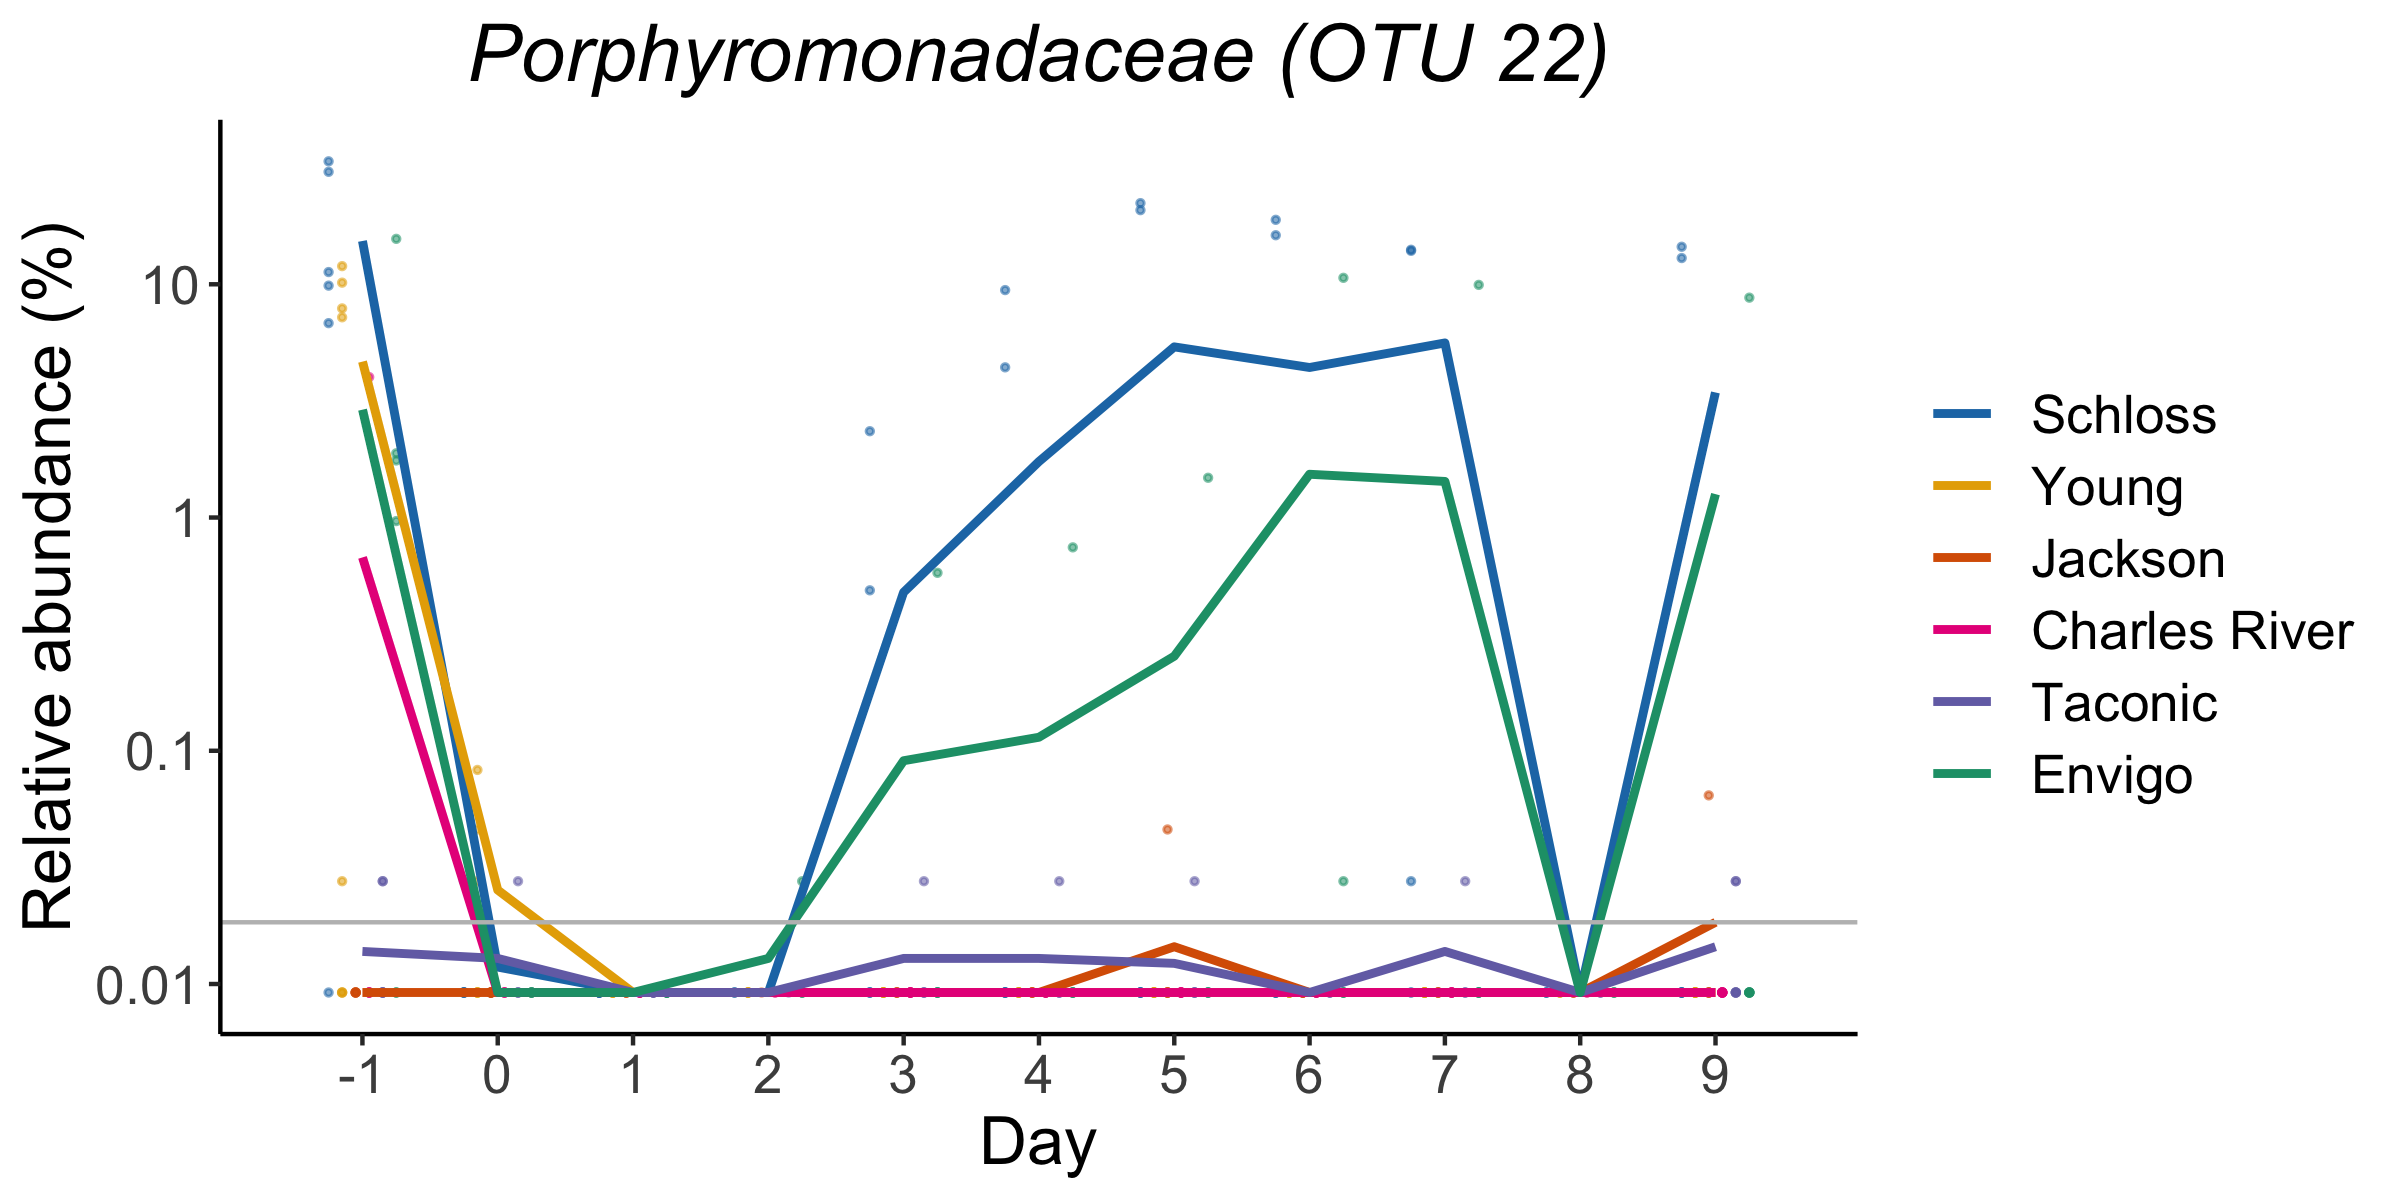 Porphyromonadaceae (OTU 22)
Relative abundance (%)
10
1
0.1
0.01
-1 0 1 2 3 4 5 6 7 8 9
Day
Schloss
Young
Jackson
Charles River
Taconic
Envigo